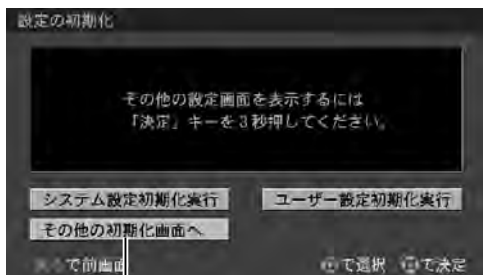 設定の初期化
その他の設定画面を表示するには
「決定」キーを3秒押してください。
システム設定初期化実行 ユーザー設定初期化実行
その他の初期化画面へ
で前画面 で選択 で決定